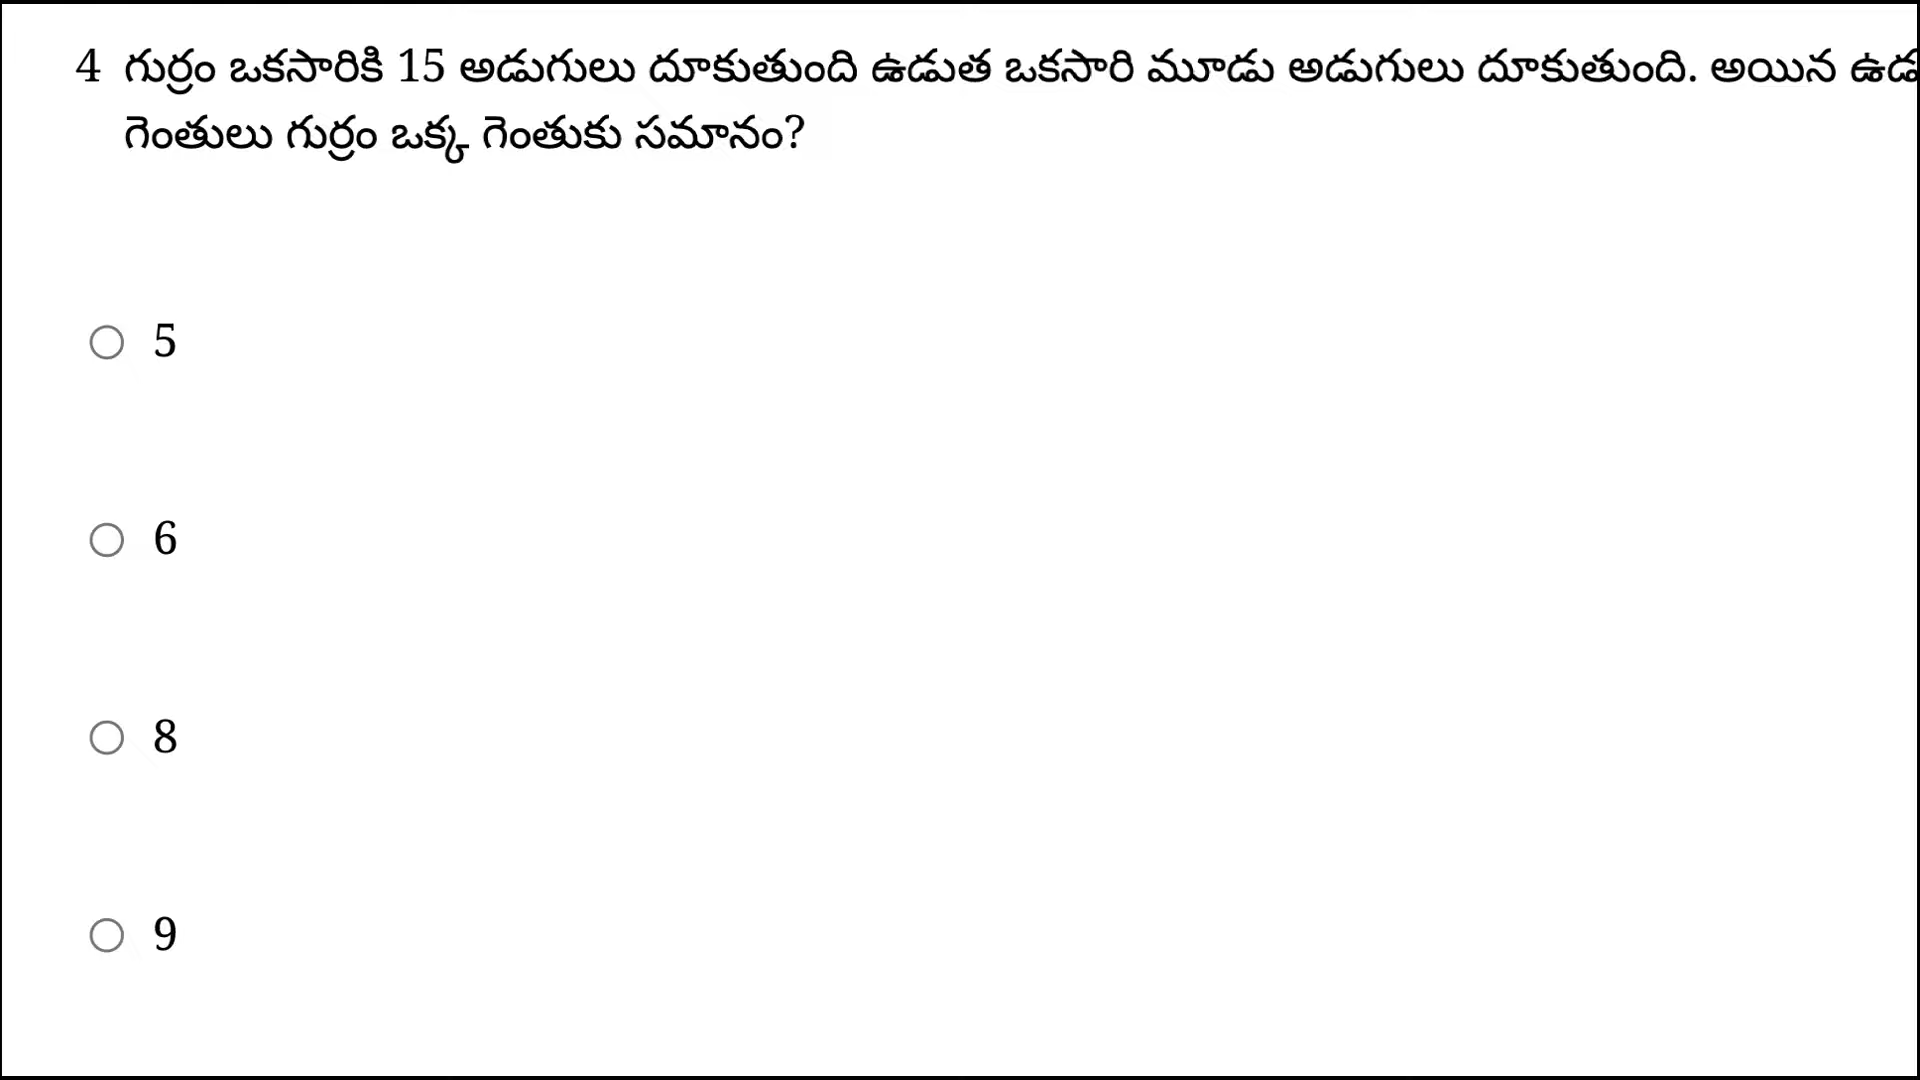 4 గుర్రం ఒకసారికి 15 అడుగులు దూకుతుంది ఉడుత ఒకసారి మూడు అడుగులు దూకుతుంది. అయిన
గెంతులు గుర్రం ఒక్క గెంతుకు సమానం?
5
6
8
9